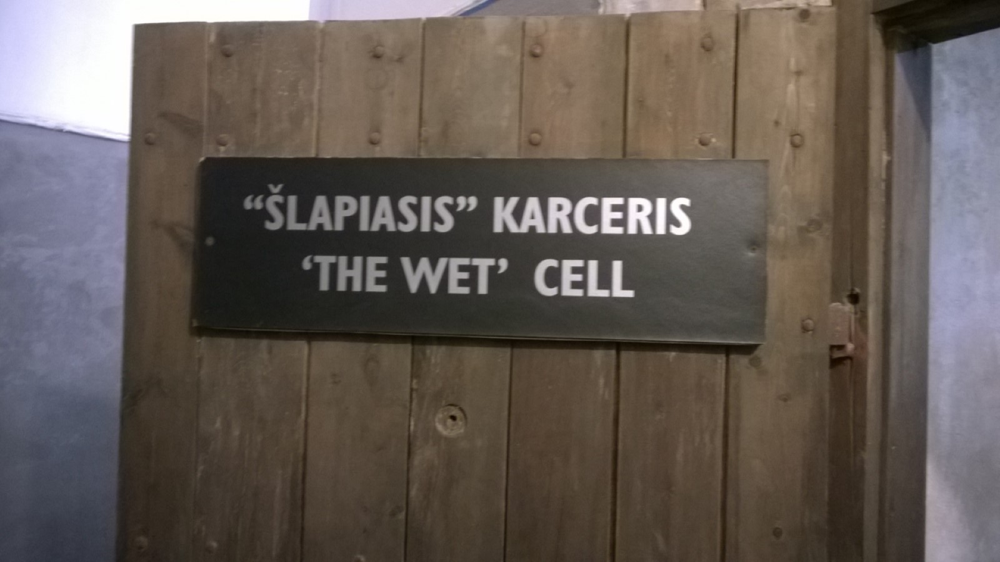 “ŠLAPIASIS” KARCERIS
‘THE WET’ CELL